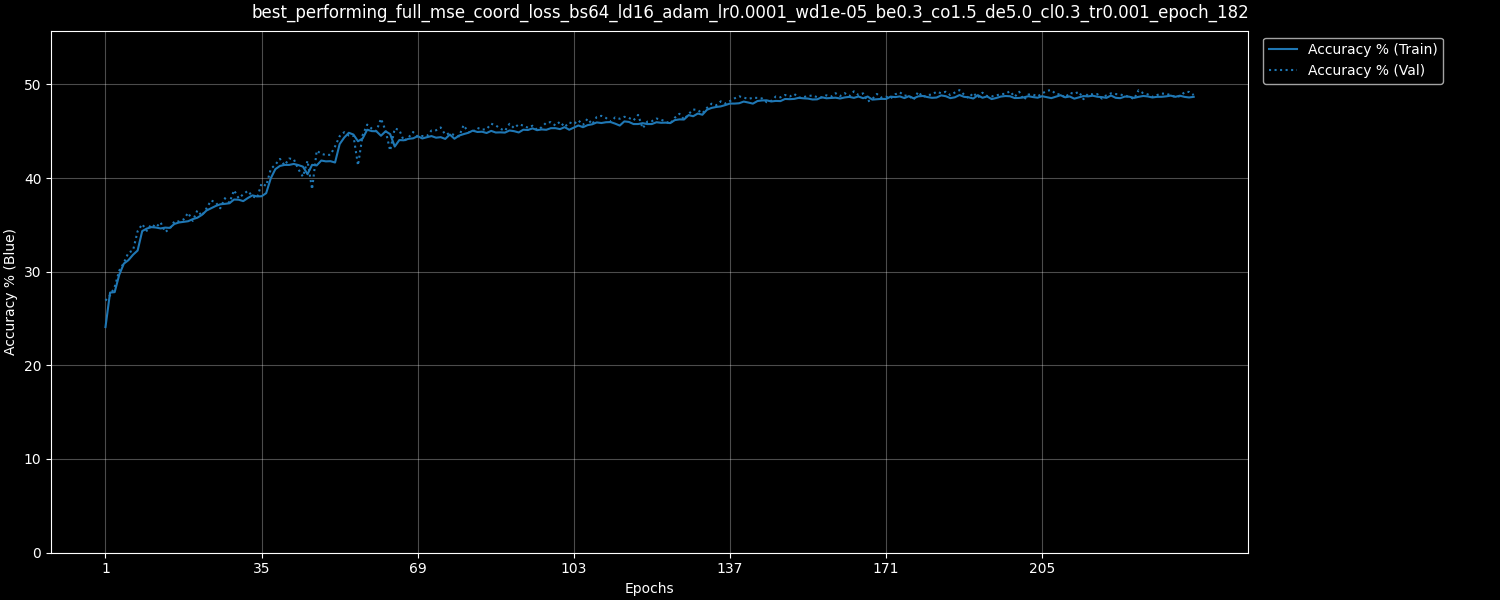 best_performing_full_mse_coord_loss_bs64_ld16_adam_lr0.0001_wd1e-05_be0.3_co1.5_de5.0_cl0.3_tr0.001_epoch_182
Accuracy % (Train)
Accuracy % (Val)
Accuracy % (Blue)
50
40
30
20
10
0
1 35 69 103 137 171 205
Epochs